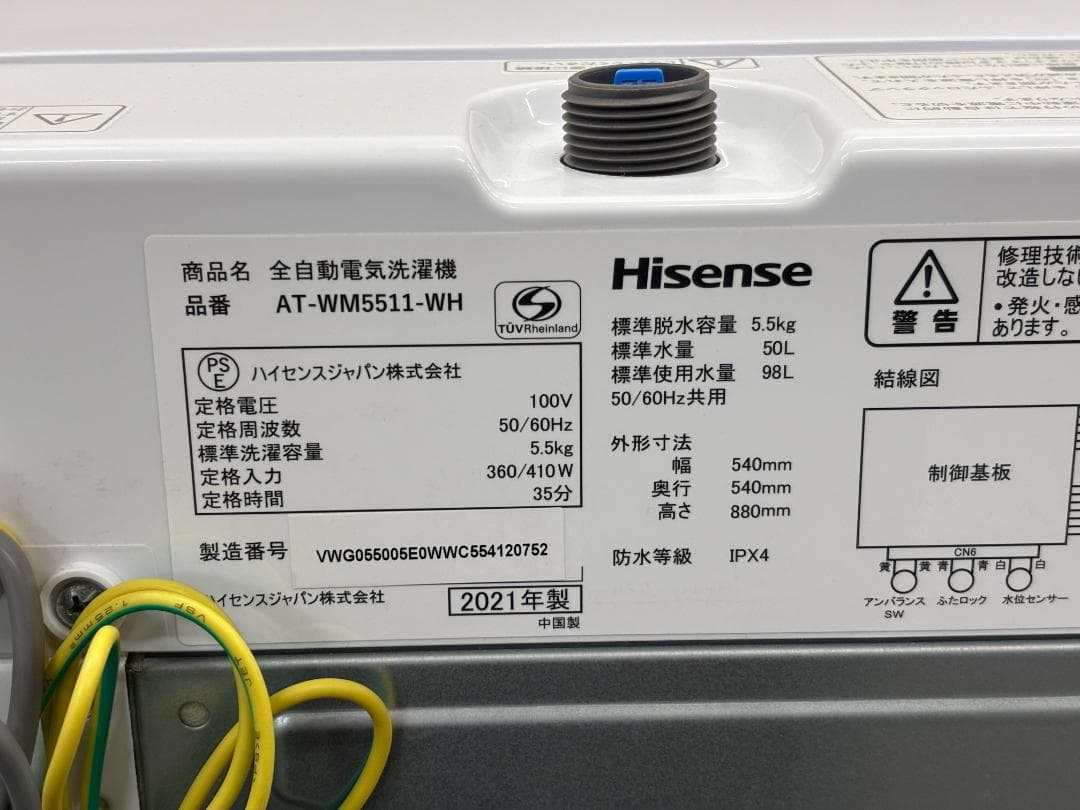 商品名 全自動電気洗濯機
品番 AT-WM5511-WH
TÜVRheinland
PS
E
ハイセンスジャパン株式会社
定格電圧 100V
定格周波数 50/60Hz
標準洗濯容量 5.5kg
定格入力 360/410W
定格時間 35分
製造番号 VWG055005E0WWC554120752
ハイセンスジャパン株式会社
2021年製
中国製
Hisense
標準脱水容量 5.5kg
標準水量 50L
標準使用水量 98L
50/60Hz共用
外形寸法
幅 540mm
奥行 540mm
高さ 880mm
防水等級 IPX4
警告
修理技術
改造しな
・発火・感
あります。
結線図
制御基板
CN6
黄 黄 青 青 白 白
アンバランス ふたロック 水位センサー
SW
1.25mm²
VSF
JET